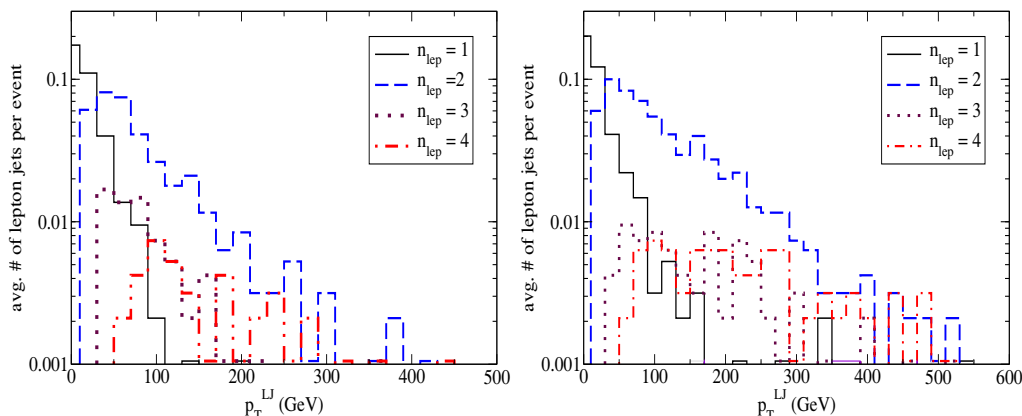 avg. # of lepton jets per event
0.1
0.01
0.001
0 100 200 300 400 500
p_T^LJ (GeV)
n_lep = 1
n_lep =2
n_lep = 3
n_lep = 4
avg. # of lepton jets per event
0.1
0.01
0.001
0 100 200 300 400 500 600
p_T^LJ (GeV)
n_lep = 1
n_lep = 2
n_lep = 3
n_lep = 4